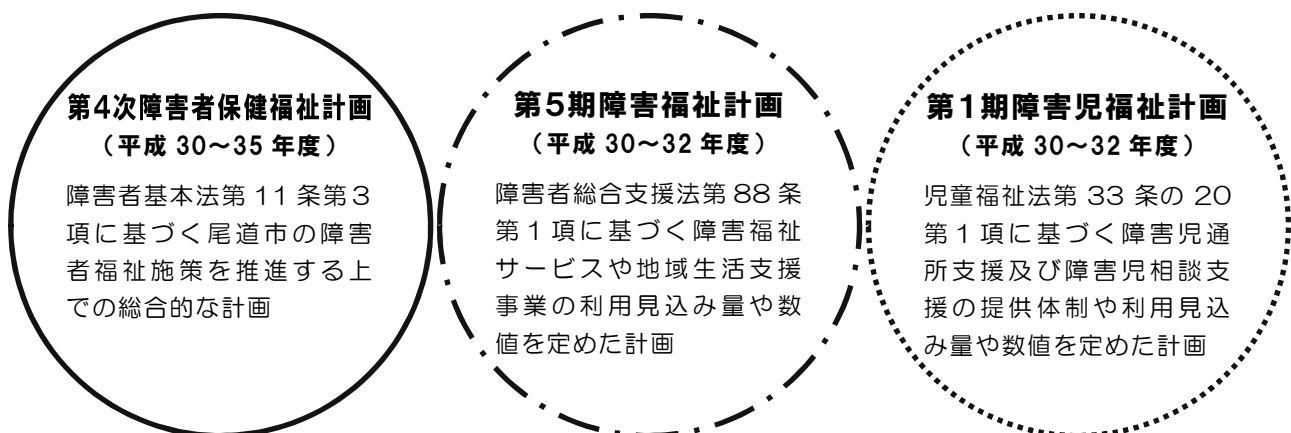 第4次障害者保健福祉計画
（平成 30～35 年度）
障害者基本法第 11 条第3
項に基づく尾道市の障害
者福祉施策を推進する上
での総合的な計画
第5期障害福祉計画
（平成 30～32 年度）
障害者総合支援法第 88 条
第1項に基づく障害福祉
サービスや地域生活支援
事業の利用見込み量や数
値を定めた計画
第1期障害児福祉計画
（平成 30～32 年度）
児童福祉法第 33 条の 20
第1項に基づく障害児通
所支援及び障害児相談支
援の提供体制や利用見込
み量や数値を定めた計画